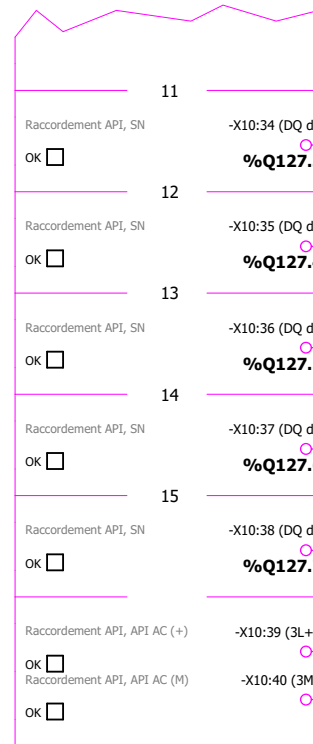 11
Raccordement API, SN -X10:34 (DQ d
OK %Q127.
12
Raccordement API, SN -X10:35 (DQ d
OK %Q127.
13
Raccordement API, SN -X10:36 (DQ d
OK %Q127.
14
Raccordement API, SN -X10:37 (DQ d
OK %Q127.
15
Raccordement API, SN -X10:38 (DQ d
OK %Q127.
Raccordement API, API AC (+) -X10:39 (3L+
OK
Raccordement API, API AC (M) -X10:40 (3M
OK